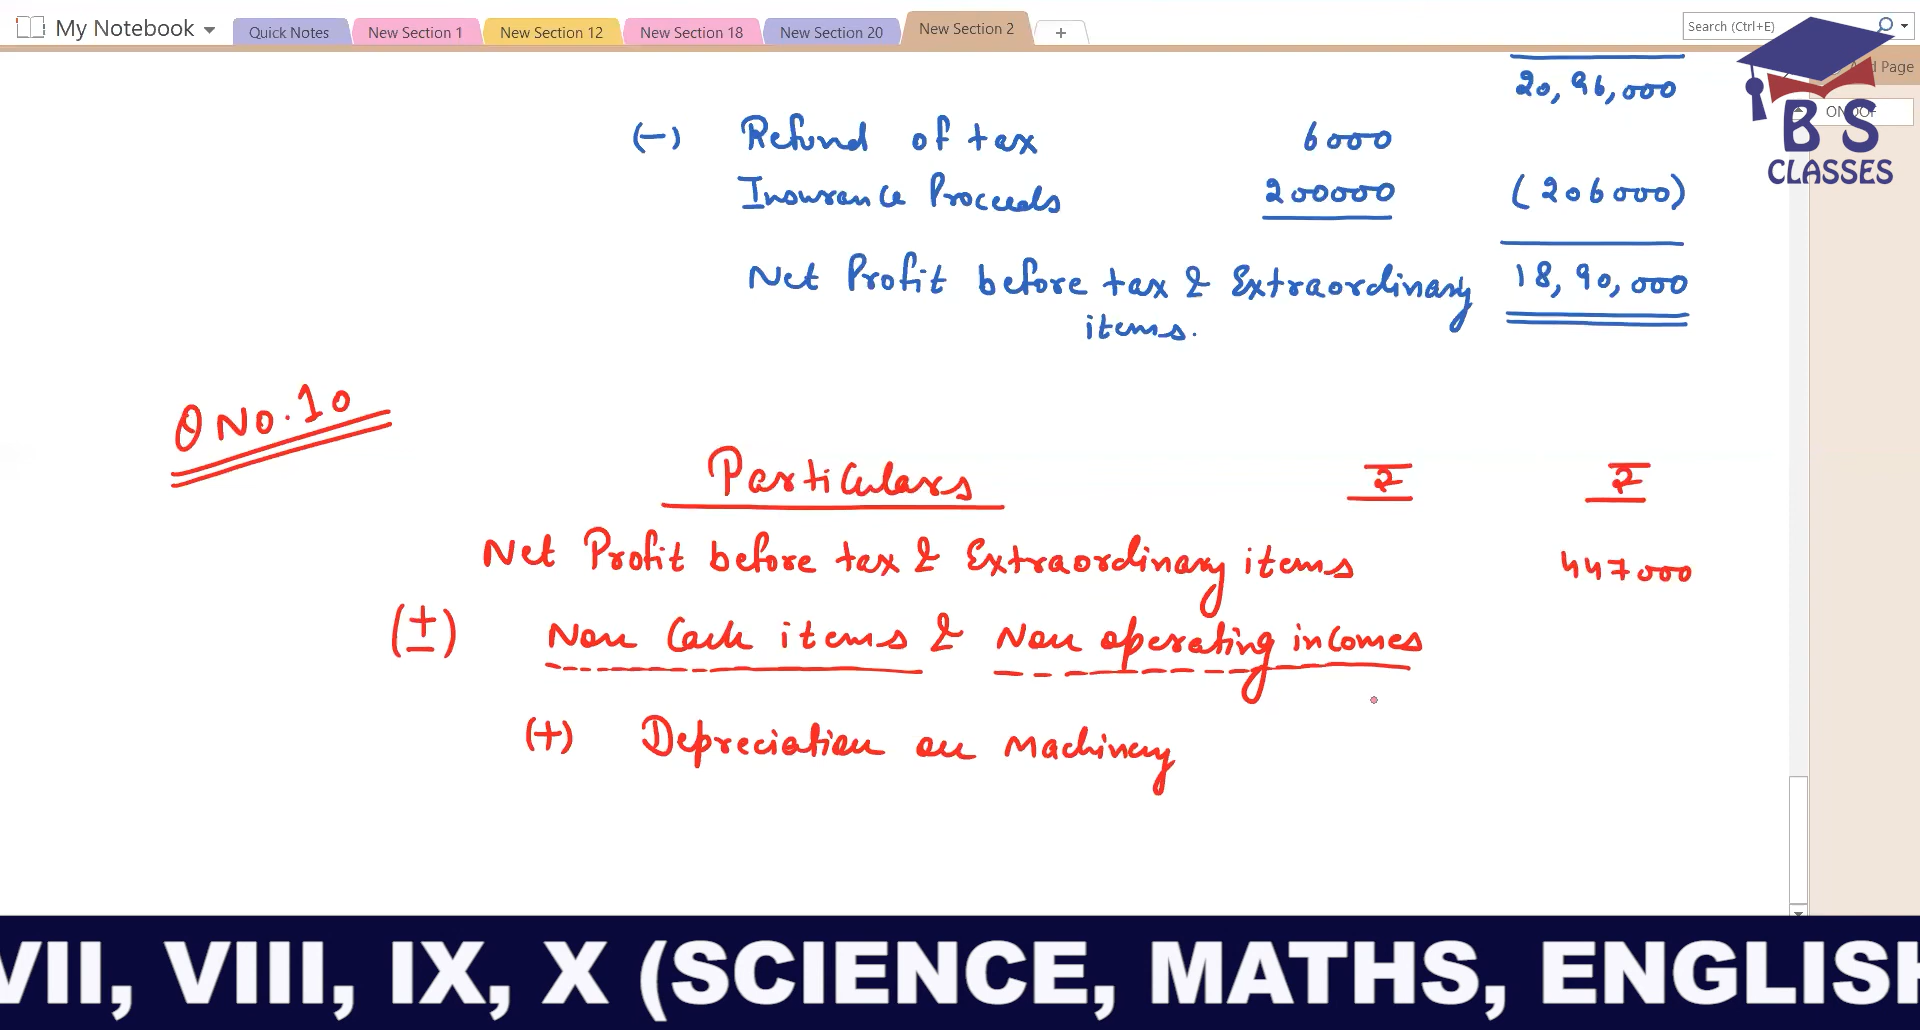 My Notebook
Quick Notes
New Section 1
New Section 12
New Section 18
New Section 20
New Section 2
+
Search (Ctrl+E)
d Page
BS
CLASSES
20,96,000
(-) Refund of tax 6000
Insurance Proceeds 200000 (206000)
Net Profit before tax & Extraordinary 18,90,000
items.
Q No. 10
Particulars ₹ ₹
Net Profit before tax & Extraordinary items 447000
(±) Non Cash items & Non operating incomes
(+) Depreciation on Machinery
VII, VIII, IX, X (SCIENCE, MATHS, ENGLISH